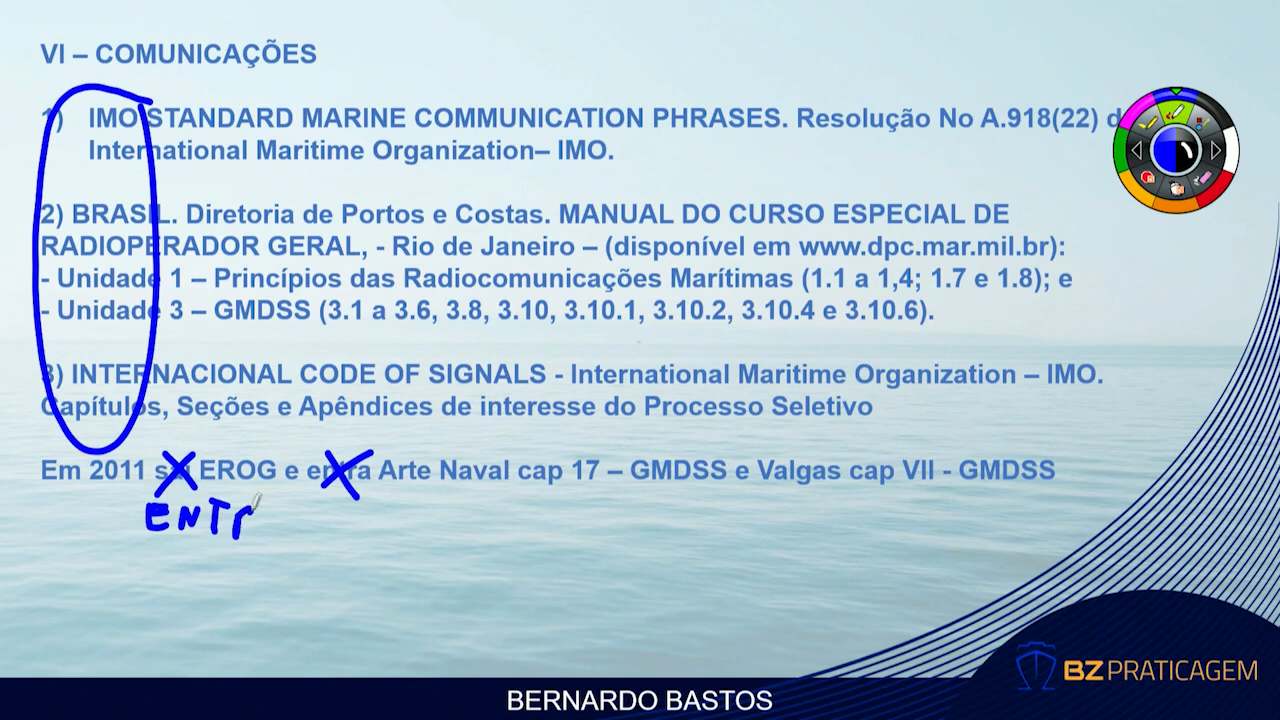 VI – COMUNICAÇÕES
1) IMO STANDARD MARINE COMMUNICATION PHRASES. Resolução No A.918(22) d
International Maritime Organization– IMO.
2) BRASIL. Diretoria de Portos e Costas. MANUAL DO CURSO ESPECIAL DE
RADIOPERADOR GERAL, - Rio de Janeiro – (disponível em www.dpc.mar.mil.br):
- Unidade 1 – Princípios das Radiocomunicações Marítimas (1.1 a 1,4; 1.7 e 1.8); e
- Unidade 3 – GMDSS (3.1 a 3.6, 3.8, 3.10, 3.10.1, 3.10.2, 3.10.4 e 3.10.6).
3) INTERNACIONAL CODE OF SIGNALS - International Maritime Organization – IMO.
Capítulos, Seções e Apêndices de interesse do Processo Seletivo
Em 2011 EROG e entra Arte Naval cap 17 – GMDSS e Valgas cap VII - GMDSS
ENTr
BZPRATICAGEM
BERNARDO BASTOS